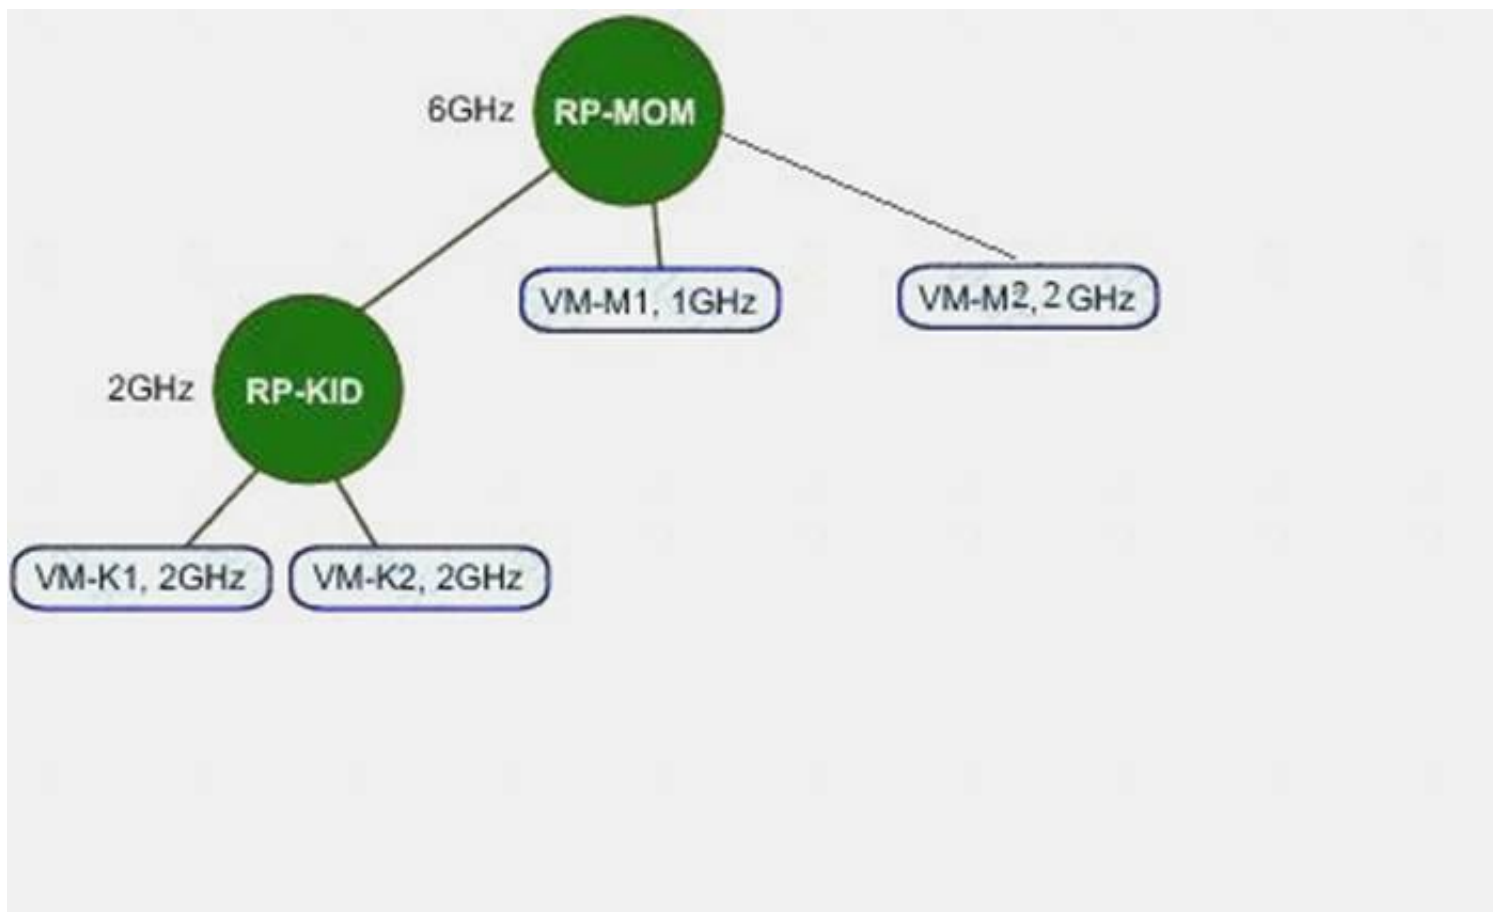 6GHz
RP-MOM
VM-M1, 1GHz
VM-M2, 2 GHz
2GHz
RP-KID
VM-K1, 2GHz
VM-K2, 2GHz